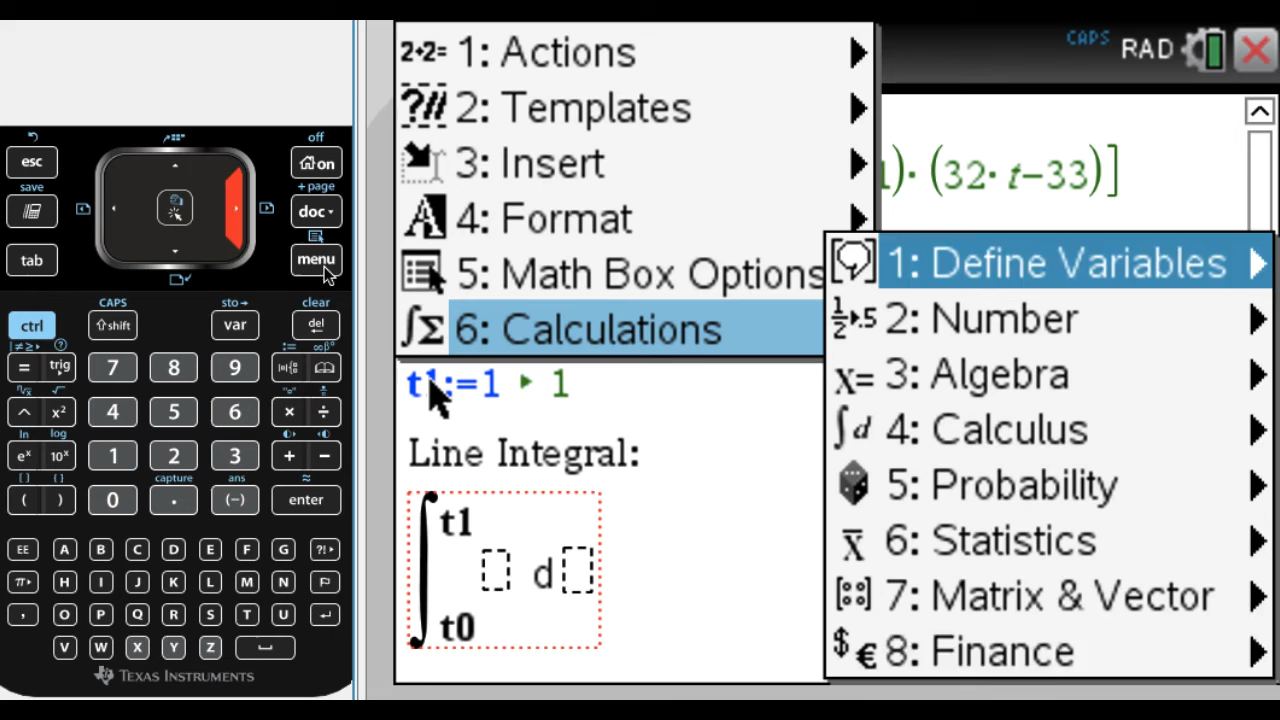 off
esc
on
save
+ page
doc
tab
menu
CAPS
sto→
clear
ctrl
⇧shift
var
del
|≠≥▸
:=
∞β°
=
trig
7
8
9
n√x
√
"☐"
^
x²
4
5
6
×
÷
ln
log
eˣ
10ˣ
1
2
3
+
−
[ ]
{ }
capture
ans
≈
(
)
0
.
(−)
enter
EE
A
B
C
D
E
F
G
?!▸
π▸
H
I
J
K
L
M
N
,
O
P
Q
R
S
T
U
↵
V
W
X
Y
Z
TEXAS INSTRUMENTS
CAPS RAD
2+2= 1: Actions
2: Templates
3: Insert
A 4: Format
5: Math Box Options
∫Σ 6: Calculations
)· (32· t−33)]
1: Define Variables
½▸.5 2: Number
X= 3: Algebra
∫d 4: Calculus
5: Probability
x̄ 6: Statistics
7: Matrix & Vector
$€ 8: Finance
t1:=1 ▸ 1
Line Integral:
t1
∫ d
t0